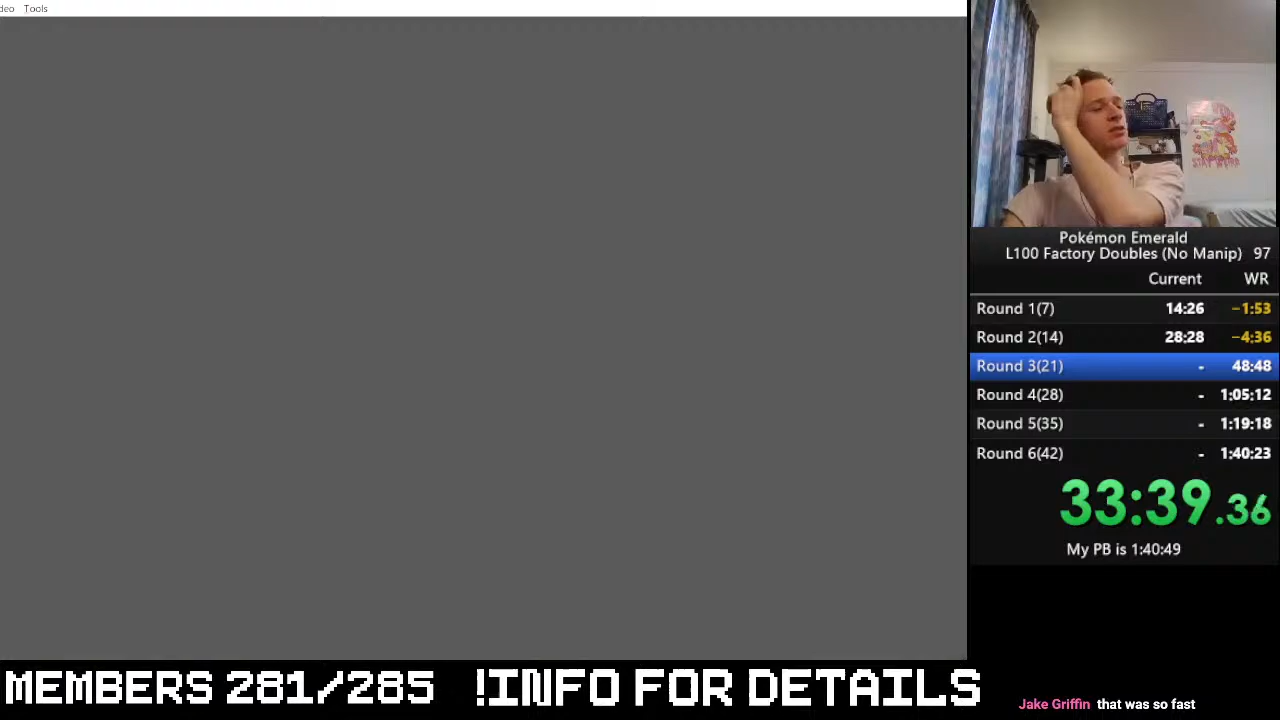 deo Tools
Pokémon Emerald
L100 Factory Doubles (No Manip) 97
Current WR
Round 1(7) 14:26 −1:53
Round 2(14) 28:28 −4:36
Round 3(21) - 48:48
Round 4(28) - 1:05:12
Round 5(35) - 1:19:18
Round 6(42) - 1:40:23
33:39.36
My PB is 1:40:49
MEMBERS 281/285 !INFO FOR DETAILS
Jake Griffin that was so fast